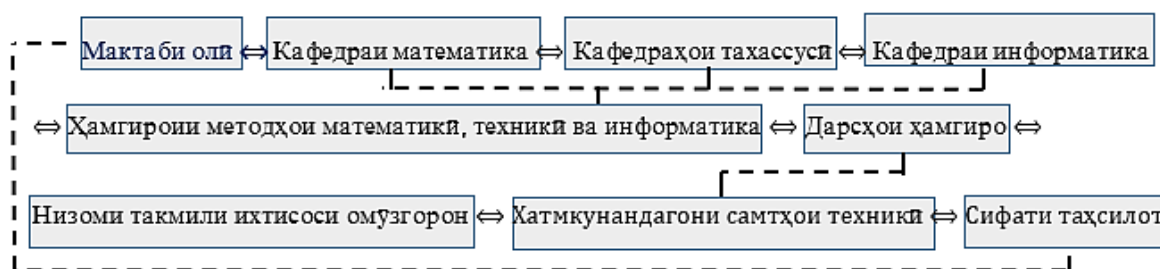 Мактаби олӣ ⇔ Кафедраи математика ⇔ Кафедраҳои тахассусӣ ⇔ Кафедраи информатика
⇔ Ҳамгироии методҳои математикӣ, техникӣ ва информатика ⇔ Дарсҳои ҳамгиро ⇔
Низоми такмили ихтисоси омӯзгорон ⇔ Хатмкунандагони самтҳои техникӣ ⇔ Сифати таҳсилот